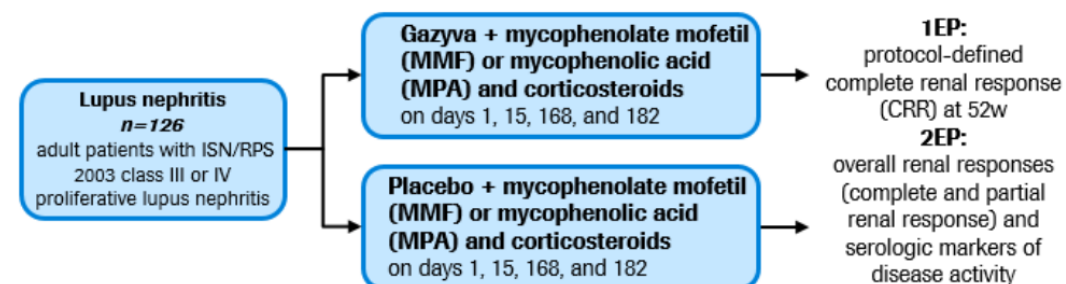 Lupus nephritis
n=126
adult patients with ISN/RPS
2003 class III or IV
proliferative lupus nephritis
Gazyva + mycophenolate mofetil
(MMF) or mycophenolic acid
(MPA) and corticosteroids
on days 1, 15, 168, and 182
Placebo + mycophenolate mofetil
(MMF) or mycophenolic acid
(MPA) and corticosteroids
on days 1, 15, 168, and 182
1EP:
protocol-defined
complete renal response
(CRR) at 52w
2EP:
overall renal responses
(complete and partial
renal response) and
serologic markers of
disease activity